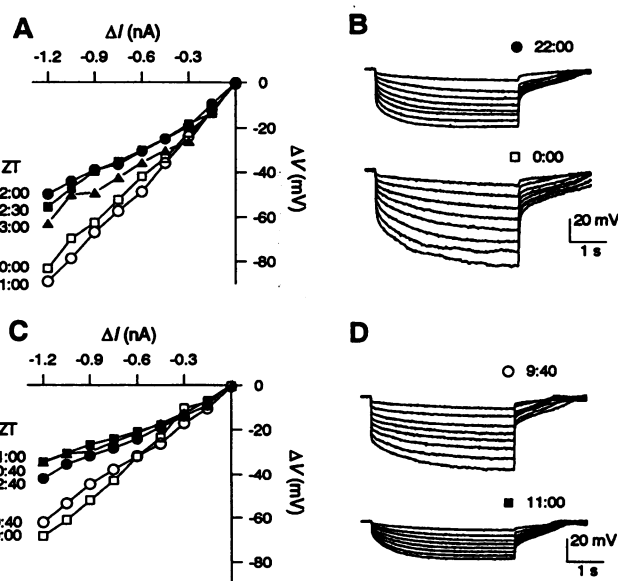 A
ΔI (nA)
-1.2 -0.9 -0.6 -0.3
0
-20
-40
-60
-80
ΔV (mV)
ZT
2:00
2:30
3:00
0:00
1:00
B
22:00
0:00
20 mV
1 s
C
ΔI (nA)
-1.2 -0.9 -0.6 -0.3
0
-20
-40
-60
-80
ΔV (mV)
ZT
1:00
0:40
2:40
:40
:00
D
9:40
11:00
20 mV
1 s